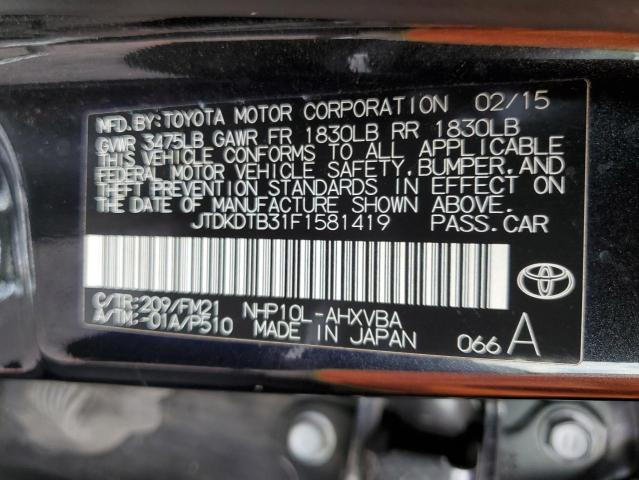 MFD.BY:TOYOTA MOTOR CORPORATION 02/15
GVWR 3475LB GAWR FR 1830LB RR 1830LB
THIS VEHICLE CONFORMS TO ALL APPLICABLE
FEDERAL MOTOR VEHICLE SAFETY,BUMPER,AND
THEFT PREVENTION STANDARDS IN EFFECT ON
THE DATE OF MANUFACTURE SHOWN ABOVE.
JTDKDTB31F1581419 PASS.CAR
C/TR:209/FM21 NHP10L-AHXVBA
A/TM:-01A/P510 MADE IN JAPAN 066 A